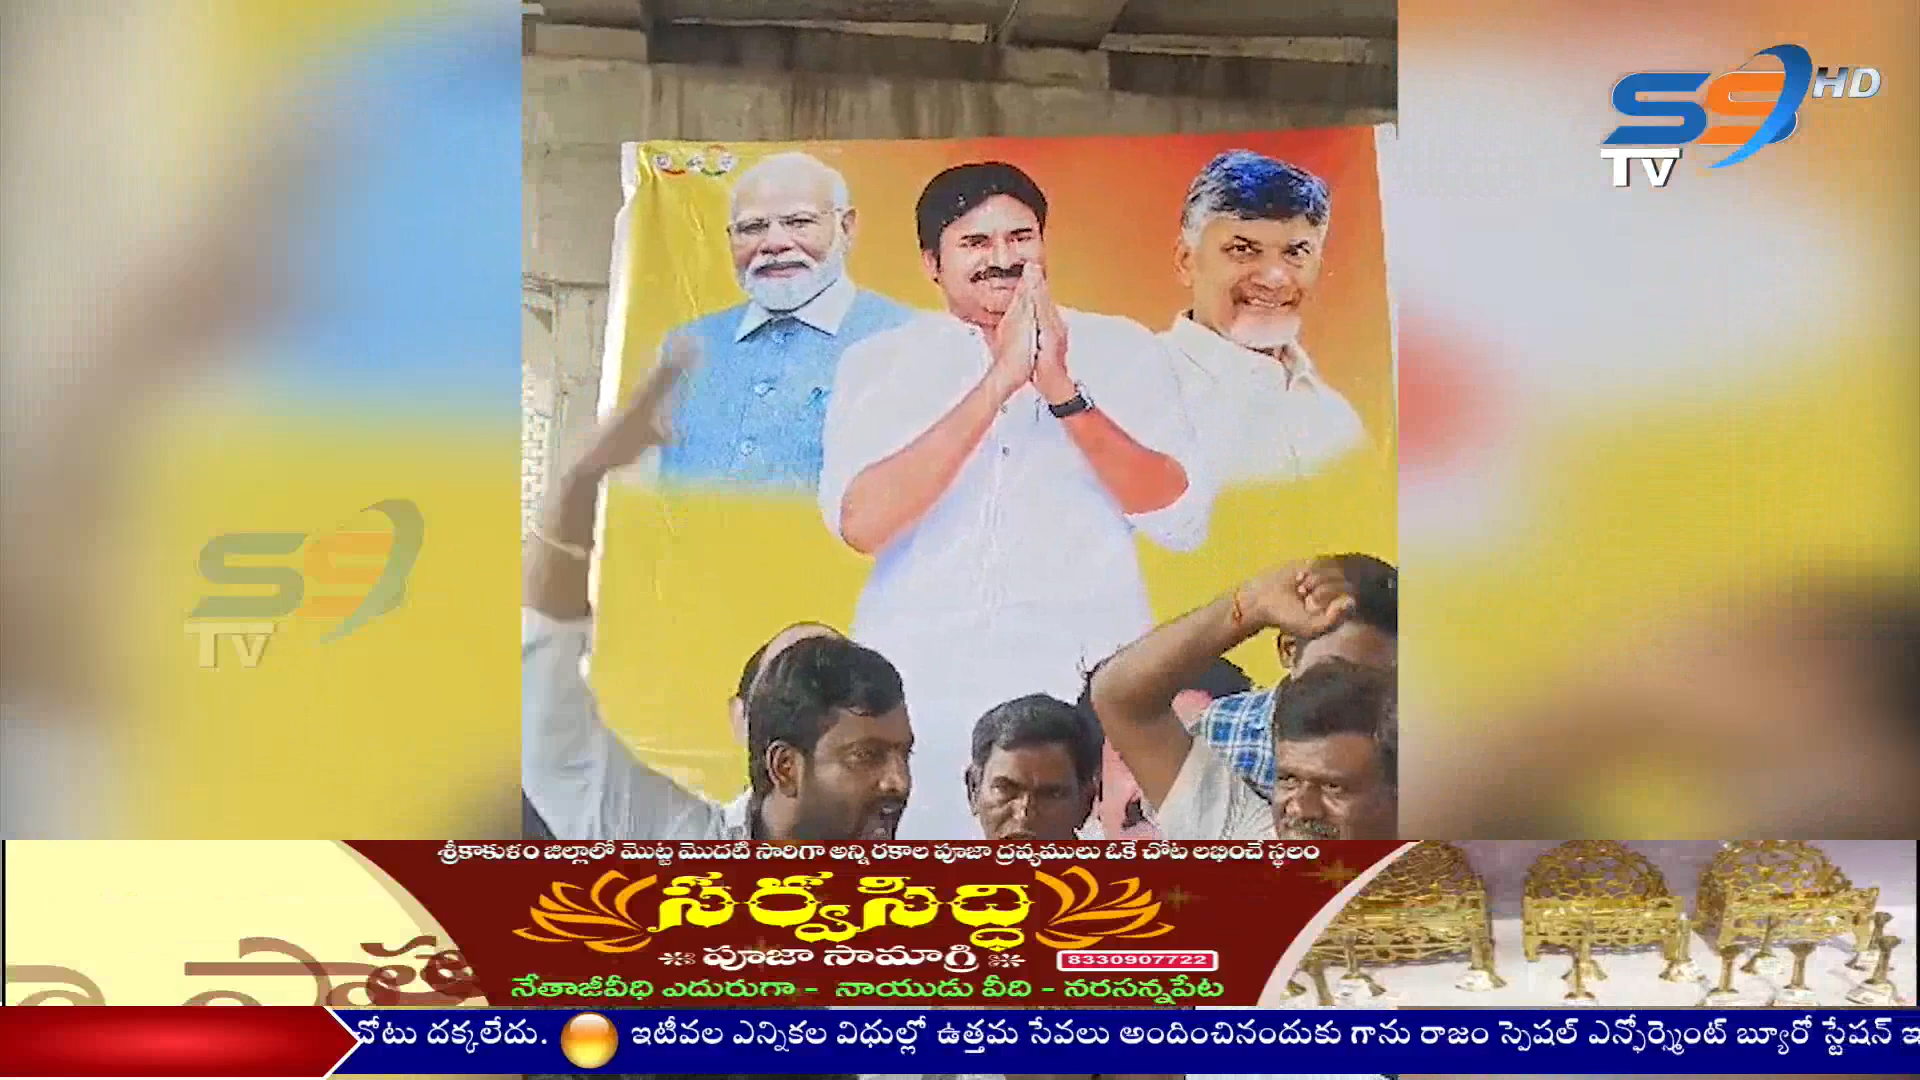 S9 HD
TV
S9
TV
శ్రీకాకుళం జిల్లాలో మొట్ట మొదటి సారిగా అన్ని రకాల పూజా ద్రవ్యములు ఓకే చోట లభించే స్థలం
సర్వసిద్ధి
పూజా సామాగ్రి
8330907722
నేతాజీవీధి ఎదురుగా - నాయుడు వీది - నరసన్నపేట
చోటు దక్కలేదు. ఇటీవల ఎన్నికల విధుల్లో ఉత్తమ సేవలు అందించినందుకు గాను రాజం స్పెషల్ ఎన్ఫోర్స్మెంట్ బ్యూరో స్టేషన్ ఇ